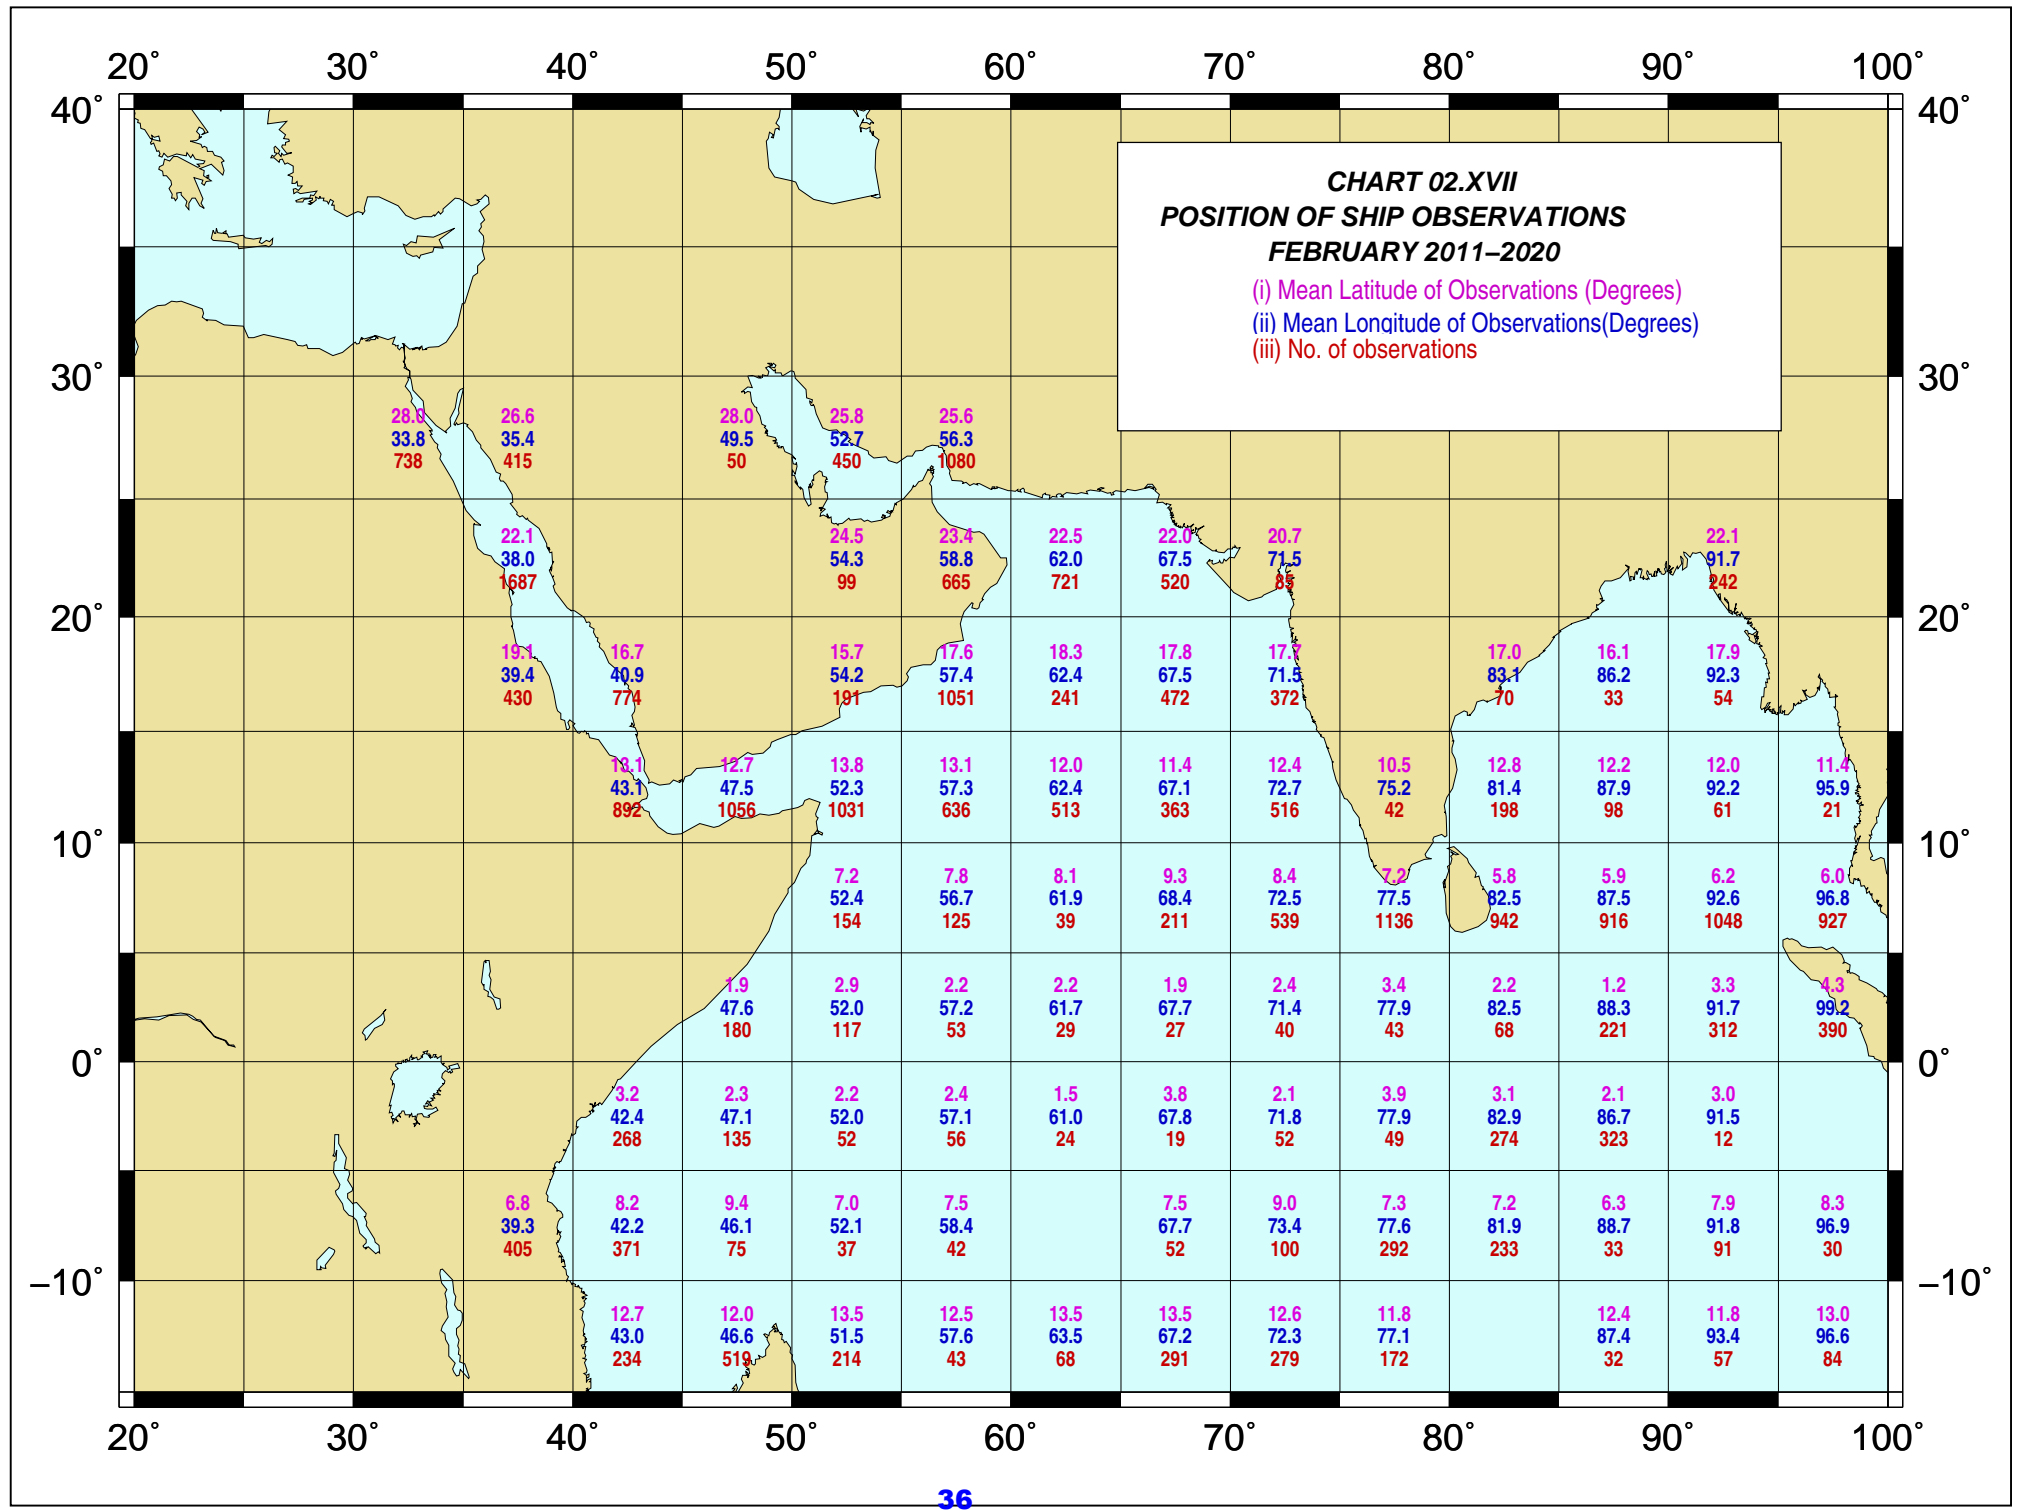 20° 30° 40° 50° 60° 70° 80° 90° 100°
40° 40°
CHART 02.XVII
POSITION OF SHIP OBSERVATIONS
FEBRUARY 2011–2020
(i) Mean Latitude of Observations (Degrees)
(ii) Mean Longitude of Observations(Degrees)
(iii) No. of observations
30° 30°
28.0 26.6 28.0 25.8 25.6
33.8 35.4 49.5 52.7 56.3
738 415 50 450 1080
22.1 24.5 23.4 22.5 22.0 20.7 22.1
38.0 54.3 58.8 62.0 67.5 71.5 91.7
1687 99 665 721 520 85 242
20° 20°
19.1 16.7 15.7 17.6 18.3 17.8 17.7 17.0 16.1 17.9
39.4 40.9 54.2 57.4 62.4 67.5 71.5 83.1 86.2 92.3
430 774 191 1051 241 472 372 70 33 54
13.1 12.7 13.8 13.1 12.0 11.4 12.4 10.5 12.8 12.2 12.0 11.4
43.1 47.5 52.3 57.3 62.4 67.1 72.7 75.2 81.4 87.9 92.2 95.9
892 1056 1031 636 513 363 516 42 198 98 61 21
10° 10°
7.2 7.8 8.1 9.3 8.4 7.2 5.8 5.9 6.2 6.0
52.4 56.7 61.9 68.4 72.5 77.5 82.5 87.5 92.6 96.8
154 125 39 211 539 1136 942 916 1048 927
1.9 2.9 2.2 2.2 1.9 2.4 3.4 2.2 1.2 3.3 4.3
47.6 52.0 57.2 61.7 67.7 71.4 77.9 82.5 88.3 91.7 99.2
180 117 53 29 27 40 43 68 221 312 390
0° 0°
3.2 2.3 2.2 2.4 1.5 3.8 2.1 3.9 3.1 2.1 3.0
42.4 47.1 52.0 57.1 61.0 67.8 71.8 77.9 82.9 86.7 91.5
268 135 52 56 24 19 52 49 274 323 12
6.8 8.2 9.4 7.0 7.5 7.5 9.0 7.3 7.2 6.3 7.9 8.3
39.3 42.2 46.1 52.1 58.4 67.7 73.4 77.6 81.9 88.7 91.8 96.9
405 371 75 37 42 52 100 292 233 33 91 30
–10° –10°
12.7 12.0 13.5 12.5 13.5 13.5 12.6 11.8 12.4 11.8 13.0
43.0 46.6 51.5 57.6 63.5 67.2 72.3 77.1 87.4 93.4 96.6
234 519 214 43 68 291 279 172 32 57 84
20° 30° 40° 50° 60° 70° 80° 90° 100°
36